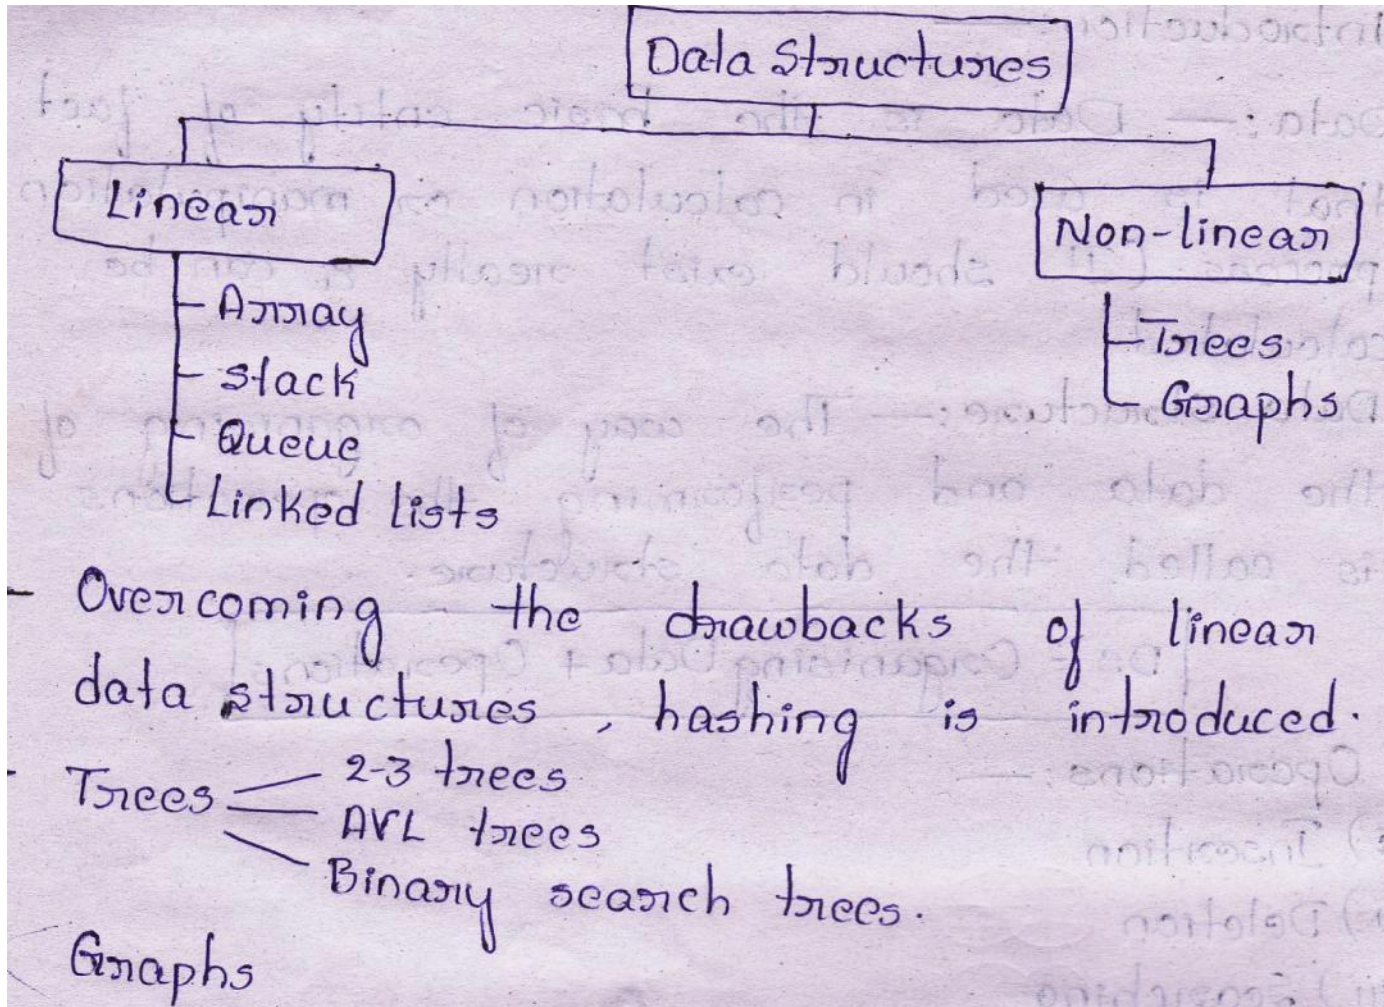 Data Structures
Linear
Non-linear
Array
Stack
Queue
Linked lists
Trees
Graphs
- Overcoming the drawbacks of linear
data structures, hashing is introduced.
- Trees 2-3 trees
AVL trees
Binary search trees.
Graphs